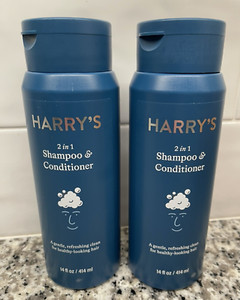 HARRY'S
2 in 1
Shampoo &
Conditioner
A gentle, refreshing clean
for healthy-looking hair
14 fl oz / 414 ml
HARRY'S
2 in 1
Shampoo &
Conditioner
A gentle, refreshing clean
for healthy-looking hair
14 fl oz / 414 ml